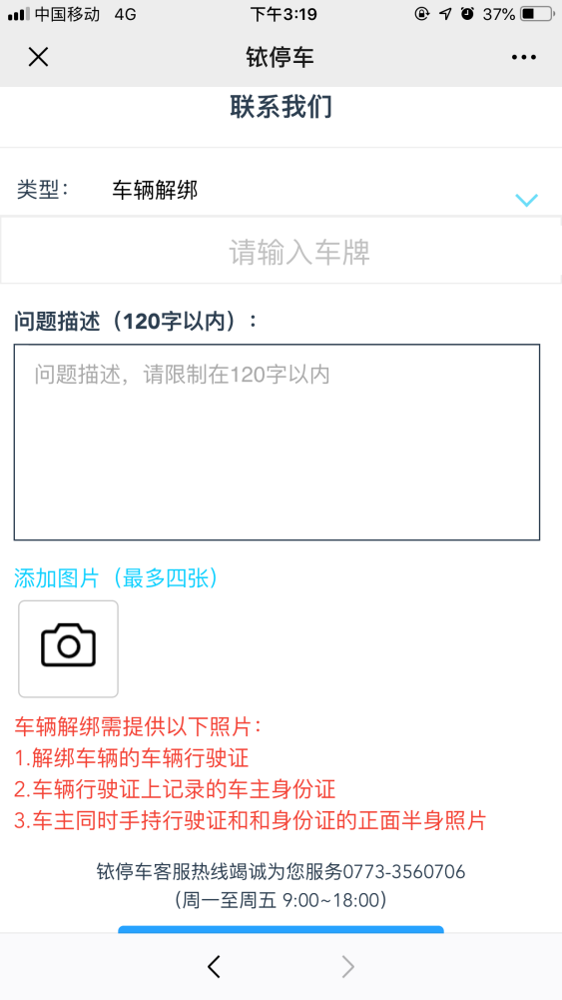 中国移动 4G 下午3:19 37%
铱停车
联系我们
类型： 车辆解绑
请输入车牌
问题描述（120字以内）：
问题描述，请限制在120字以内
添加图片（最多四张）
车辆解绑需提供以下照片：
1.解绑车辆的车辆行驶证
2.车辆行驶证上记录的车主身份证
3.车主同时手持行驶证和和身份证的正面半身照片
铱停车客服热线竭诚为您服务0773-3560706
（周一至周五 9:00~18:00）